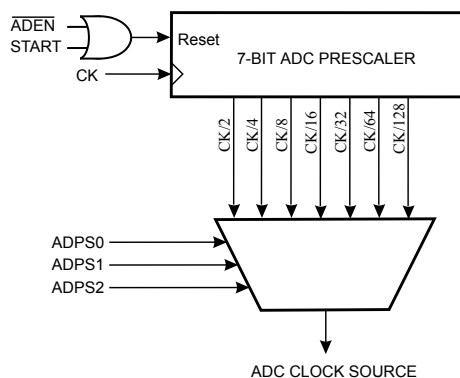 ADEN
START
Reset
7-BIT ADC PRESCALER
CK
CK/2
CK/4
CK/8
CK/16
CK/32
CK/64
CK/128
ADPS0
ADPS1
ADPS2
ADC CLOCK SOURCE